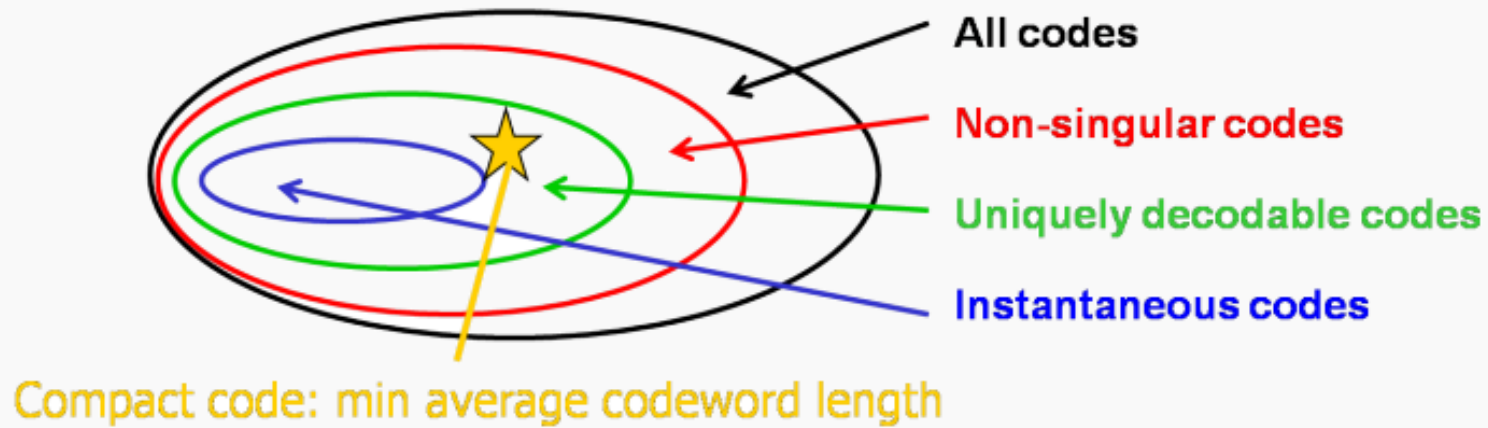 All codes
Non-singular codes
Uniquely decodable codes
Instantaneous codes
Compact code: min average codeword length